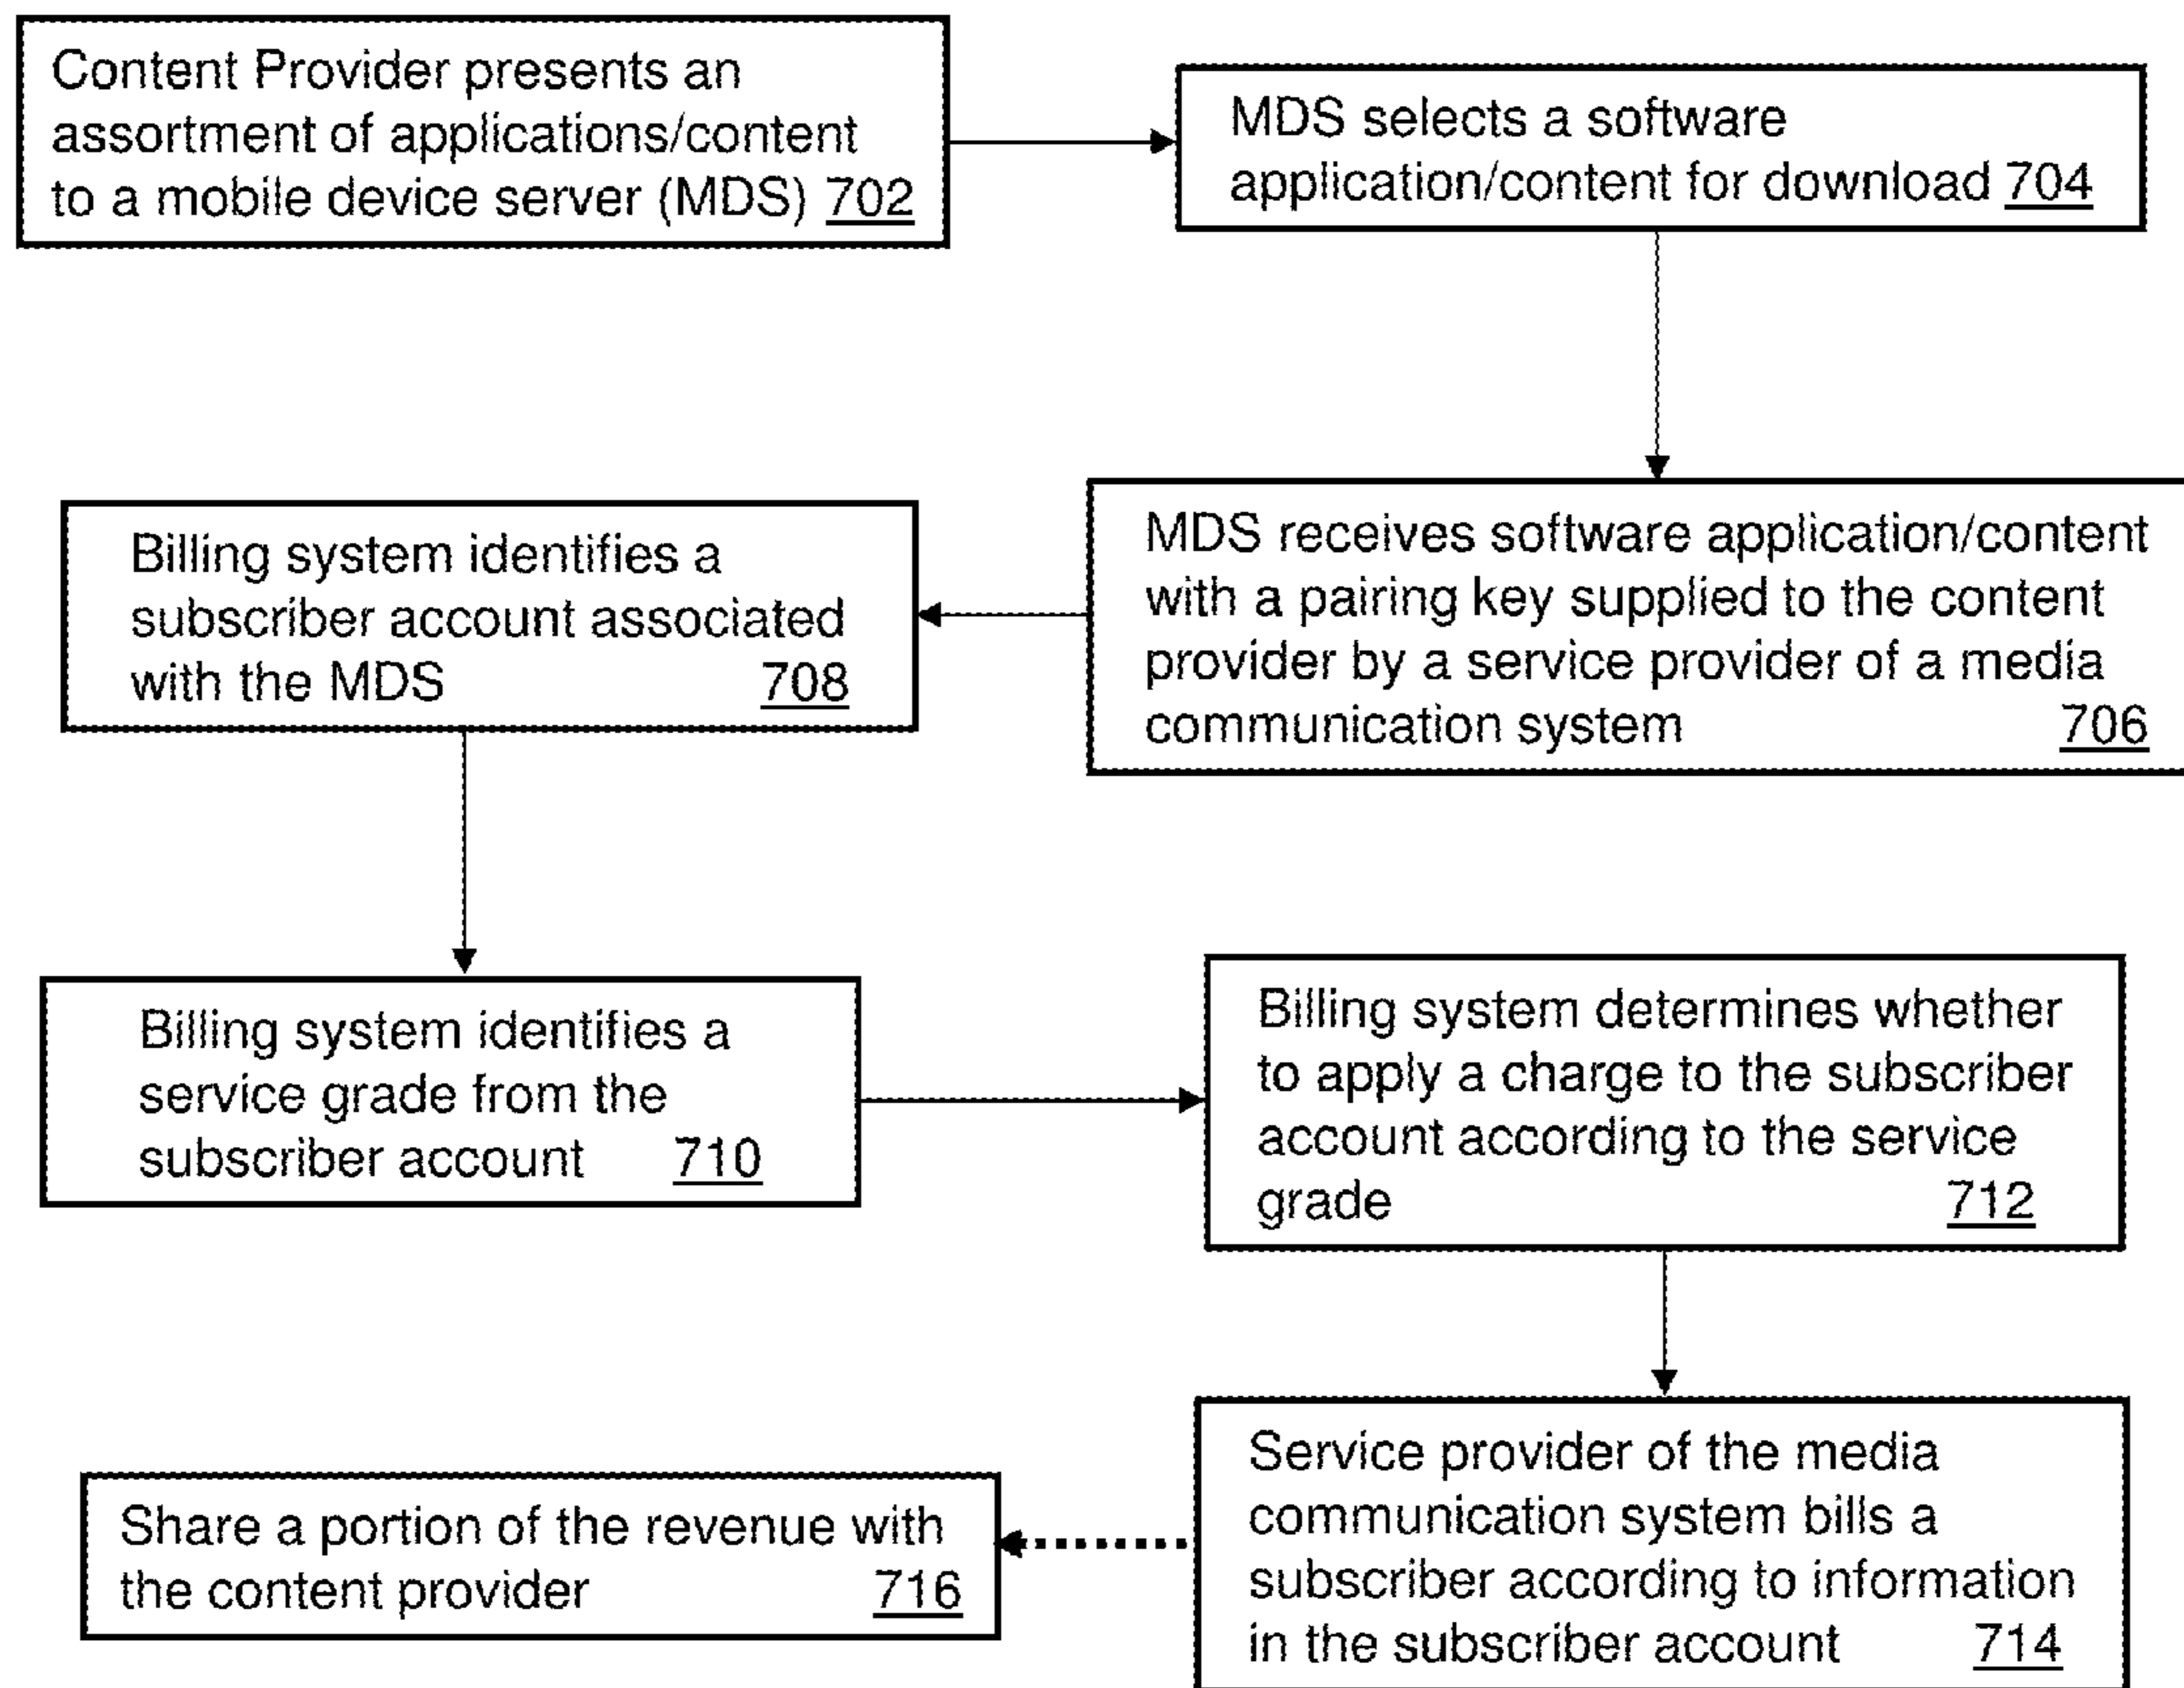 Content Provider presents an
assortment of applications/content
to a mobile device server (MDS) 702
MDS selects a software
application/content for download 704
MDS receives software application/content
with a pairing key supplied to the content
provider by a service provider of a media
communication system 706
Billing system identifies a
subscriber account associated
with the MDS 708
Billing system identifies a
service grade from the
subscriber account 710
Billing system determines whether
to apply a charge to the subscriber
account according to the service
grade 712
Service provider of the media
communication system bills a
subscriber according to information
in the subscriber account 714
Share a portion of the revenue with
the content provider 716